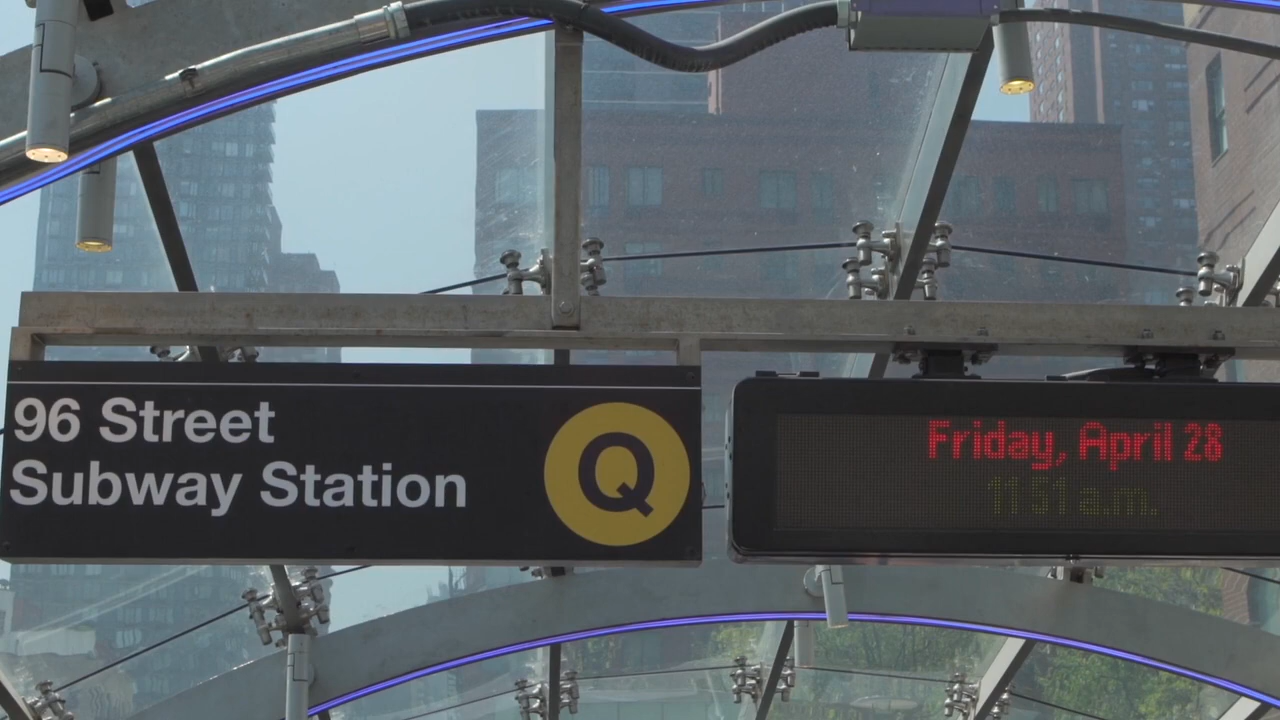 96 Street
Subway Station
Q
Friday, April 28
11 51 a.m.